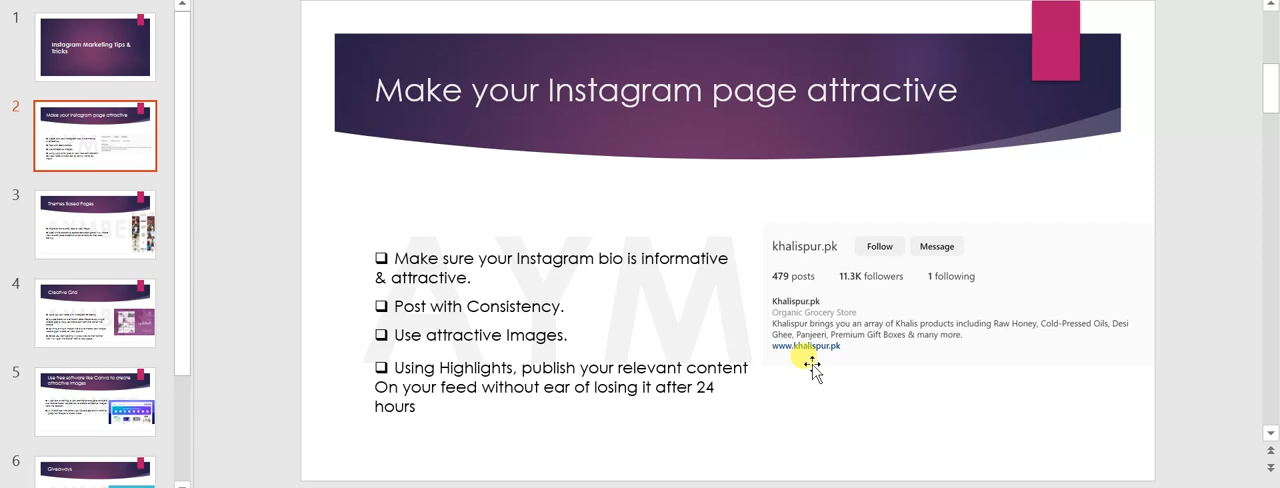 1
Instagram Marketing Tips &
Tricks
2
Make your Instagram page attractive
3
Themes Based Pages
4
Creative Grid
5
Use free software like Canva to create
attractive images
6
Giveaways
Make your Instagram page attractive
AYM
❑ Make sure your Instagram bio is informative
& attractive.
❑ Post with Consistency.
❑ Use attractive Images.
❑ Using Highlights, publish your relevant content
On your feed without ear of losing it after 24
hours
khalispur.pk Follow Message
479 posts 11.3K followers 1 following
Khalispur.pk
Organic Grocery Store
Khalispur brings you an array of Khalis products including Raw Honey, Cold-Pressed Oils, Desi
Ghee, Panjeeri, Premium Gift Boxes & many more.
www.khalispur.pk